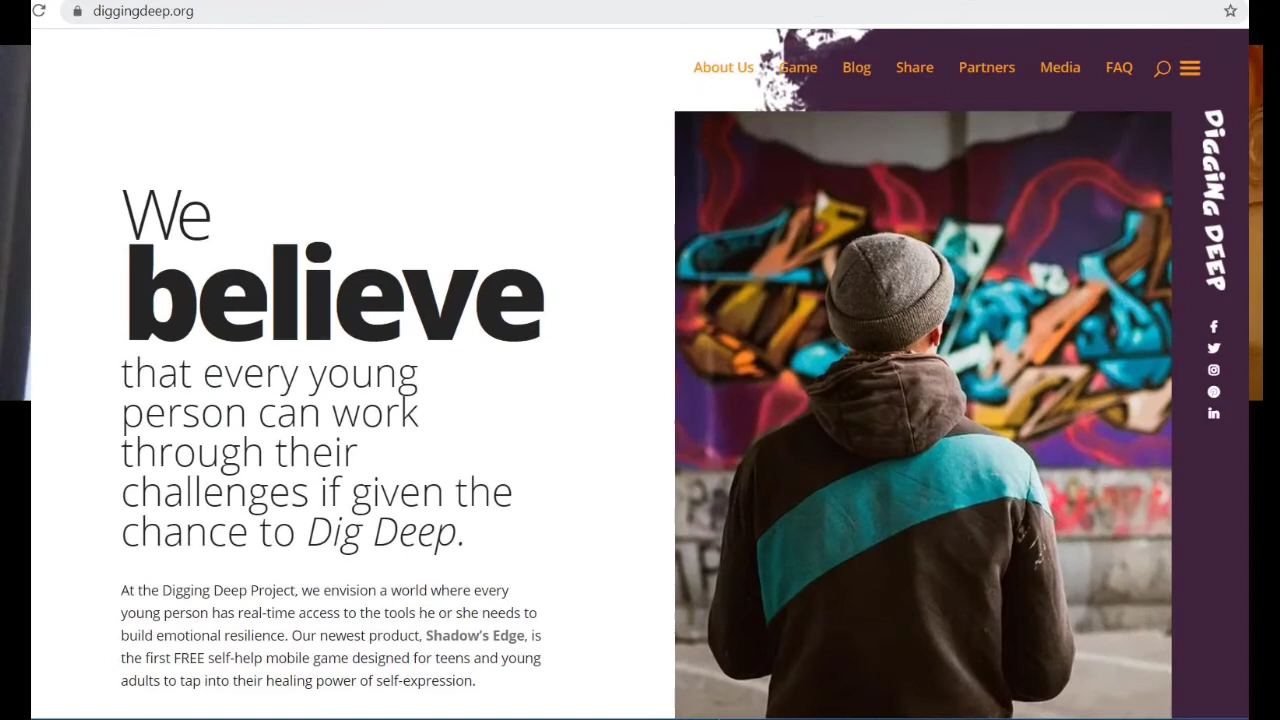 diggingdeep.org
About Us Game Blog Share Partners Media FAQ
DiGGiNG DEEP
We
believe
that every young
person can work
through their
challenges if given the
chance to Dig Deep.
At the Digging Deep Project, we envision a world where every
young person has real-time access to the tools he or she needs to
build emotional resilience. Our newest product, Shadow's Edge, is
the first FREE self-help mobile game designed for teens and young
adults to tap into their healing power of self-expression.